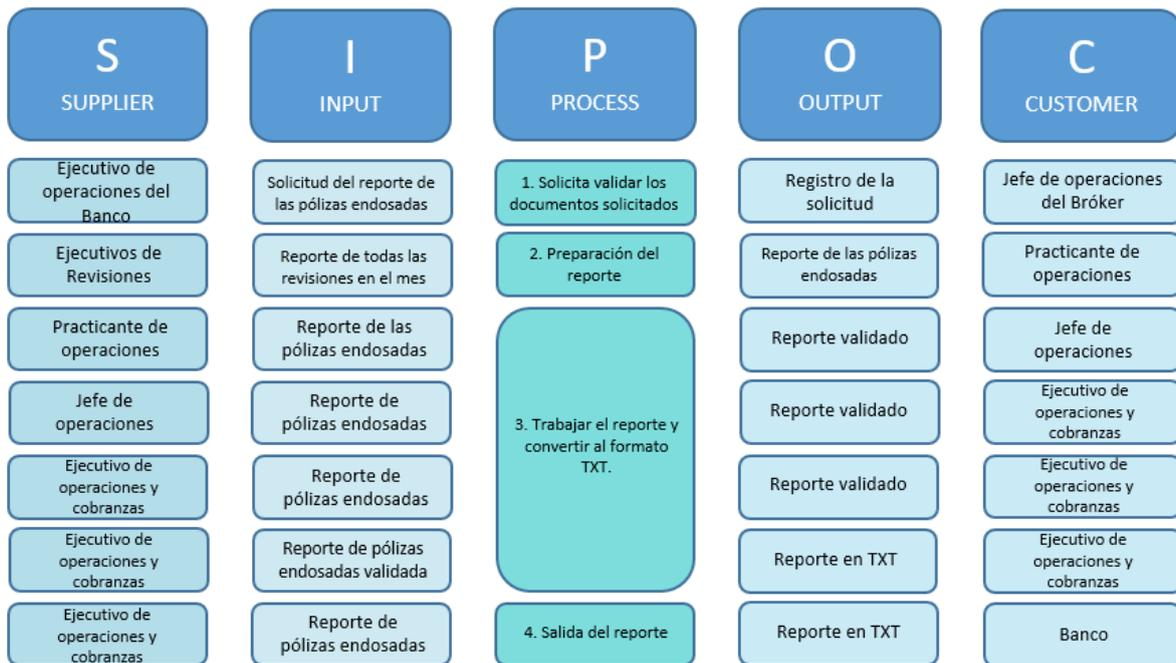 S
SUPPLIER
I
INPUT
P
PROCESS
O
OUTPUT
C
CUSTOMER
Ejecutivo de
operaciones del
Banco
Solicitud del reporte de
las pólizas endosadas
1. Solicita validar los
documentos solicitados
Registro de la
solicitud
Jefe de operaciones
del Bróker
Ejecutivos de
Revisiones
Reporte de todas las
revisiones en el mes
2. Preparación del
reporte
Reporte de las pólizas
endosadas
Practicante de
operaciones
Practicante de
operaciones
Reporte de las
pólizas endosadas
3. Trabajar el reporte y
convertir al formato
TXT.
Reporte validado
Jefe de
operaciones
Jefe de
operaciones
Reporte de
pólizas endosadas
Reporte validado
Ejecutivo de
operaciones y
cobranzas
Ejecutivo de
operaciones y
cobranzas
Reporte de
pólizas endosadas
Reporte validado
Ejecutivo de
operaciones y
cobranzas
Ejecutivo de
operaciones y
cobranzas
Reporte de pólizas
endosadas validada
Reporte en TXT
Ejecutivo de
operaciones y
cobranzas
Ejecutivo de
operaciones y
cobranzas
Reporte de
pólizas endosadas
4. Salida del reporte
Reporte en TXT
Banco